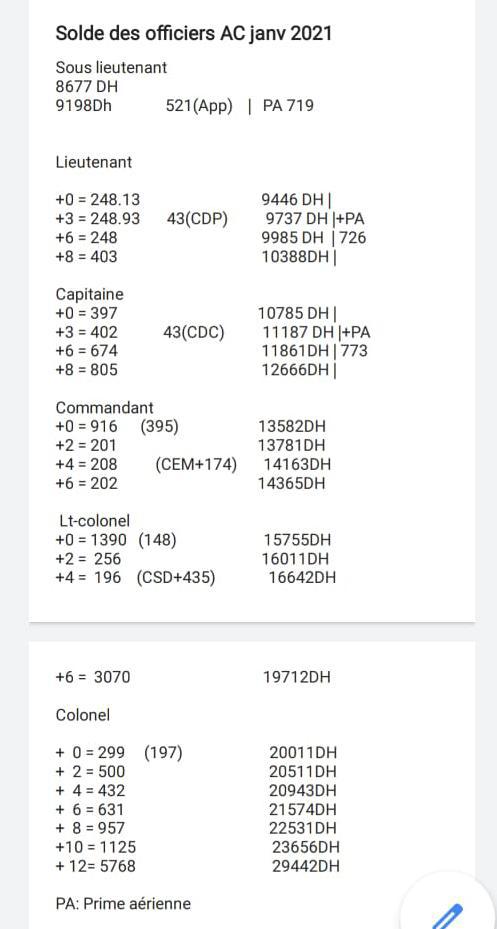 Solde des officiers AC janv 2021
Sous lieutenant
8677 DH
9198Dh 521(App) | PA 719
Lieutenant
+0 = 248.13 9446 DH |
+3 = 248.93 43(CDP) 9737 DH |+PA
+6 = 248 9985 DH | 726
+8 = 403 10388DH |
Capitaine
+0 = 397 10785 DH |
+3 = 402 43(CDC) 11187 DH |+PA
+6 = 674 11861DH | 773
+8 = 805 12666DH |
Commandant
+0 = 916 (395) 13582DH
+2 = 201 13781DH
+4 = 208 (CEM+174) 14163DH
+6 = 202 14365DH
Lt-colonel
+0 = 1390 (148) 15755DH
+2 = 256 16011DH
+4 = 196 (CSD+435) 16642DH
+6 = 3070 19712DH
Colonel
+ 0 = 299 (197) 20011DH
+ 2 = 500 20511DH
+ 4 = 432 20943DH
+ 6 = 631 21574DH
+ 8 = 957 22531DH
+10 = 1125 23656DH
+ 12= 5768 29442DH
PA: Prime aérienne